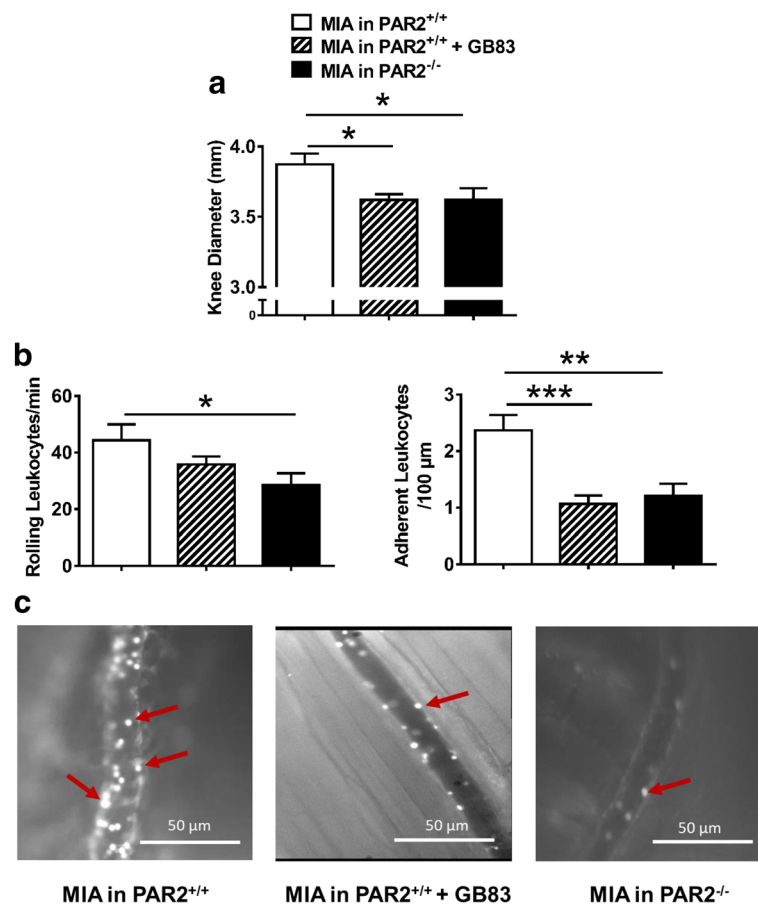 MIA in PAR2+/+
MIA in PAR2+/+ + GB83
MIA in PAR2-/-
a
*
*
Knee Diameter (mm)
4.0
3.5
3.0
0
b
Rolling Leukocytes/min
60
40
20
0
*
Adherent Leukocytes
/100 µm
3
2
1
0
**
***
c
50 µm
50 µm
50 µm
MIA in PAR2+/+
MIA in PAR2+/+ + GB83
MIA in PAR2-/-